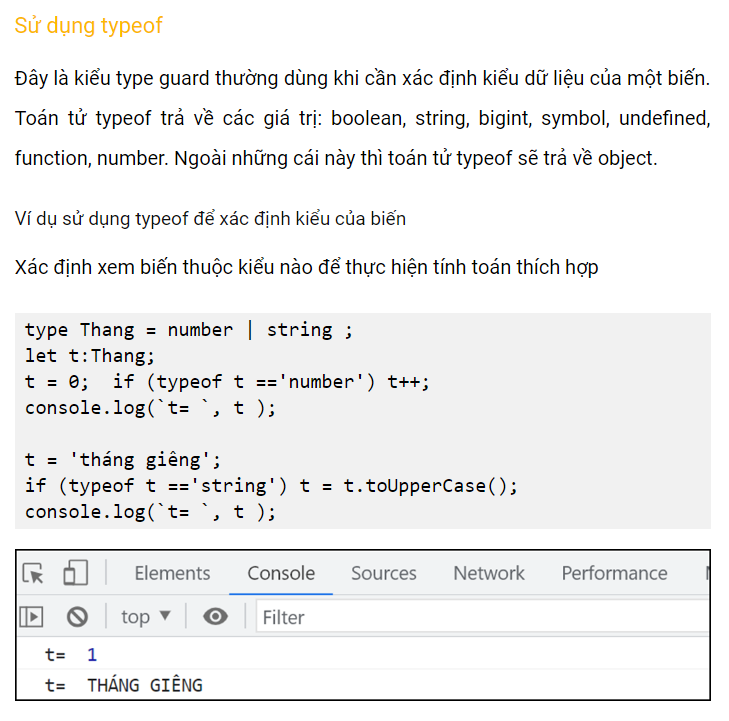 Sử dụng typeof
Đây là kiểu type guard thường dùng khi cần xác định kiểu dữ liệu của một biến.
Toán tử typeof trả về các giá trị: boolean, string, bigint, symbol, undefined,
function, number. Ngoài những cái này thì toán tử typeof sẽ trả về object.
Ví dụ sử dụng typeof để xác định kiểu của biến
Xác định xem biến thuộc kiểu nào để thực hiện tính toán thích hợp
type Thang = number | string ;
let t:Thang;
t = 0;  if (typeof t =='number') t++;
console.log(`t= `, t );
t = 'tháng giêng';
if (typeof t =='string') t = t.toUpperCase();
console.log(`t= `, t );
Elements Console Sources Network Performance
top ▼ Filter
t= 1
t= THÁNG GIÊNG